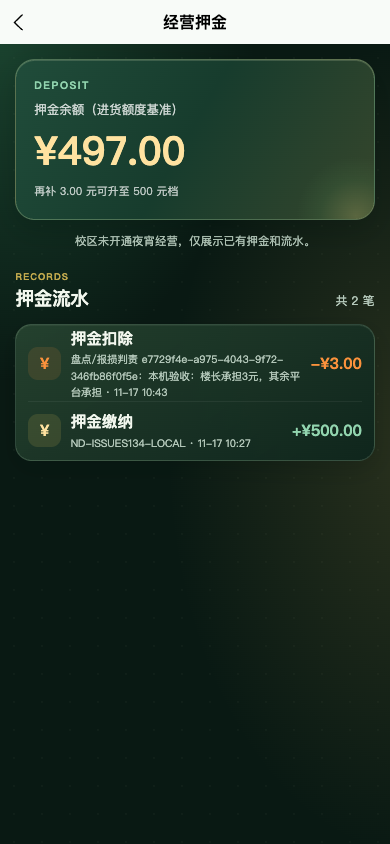 经营押金
DEPOSIT
押金余额（进货额度基准）
¥497.00
再补 3.00 元可升至 500 元档
校区未开通夜宵经营，仅展示已有押金和流水。
RECORDS
押金流水
共 2 笔
¥
押金扣除
盘点/报损判责 e7729f4e-a975-4043-9f72-
346fb86f0f5e：本机验收：楼长承担3元，其余平
台承担 · 11-17 10:43
-¥3.00
¥
押金缴纳
ND-ISSUES134-LOCAL · 11-17 10:27
+¥500.00